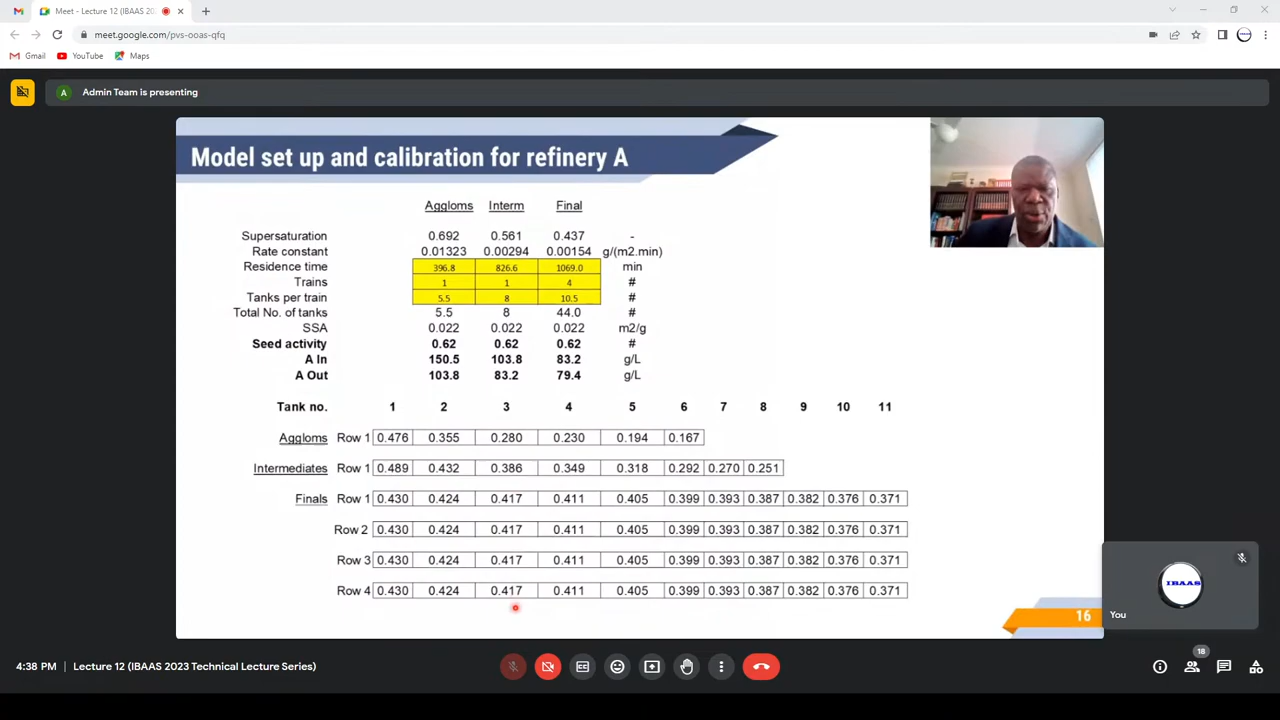 Meet - Lecture 12 (IBAAS 202
meet.google.com/pvs-ooas-qfq
Gmail YouTube Maps
A Admin Team is presenting
Model set up and calibration for refinery A
Aggloms Interm Final
Supersaturation 0.692 0.561 0.437 -
Rate constant 0.01323 0.00294 0.00154 g/(m2.min)
Residence time 396.8 826.6 1069.0 min
Trains 1 1 4 #
Tanks per train 5.5 8 10.5 #
Total No. of tanks 5.5 8 44.0 #
SSA 0.022 0.022 0.022 m2/g
Seed activity 0.62 0.62 0.62 #
A In 150.5 103.8 83.2 g/L
A Out 103.8 83.2 79.4 g/L
Tank no. 1 2 3 4 5 6 7 8 9 10 11
Aggloms Row 1 0.476 0.355 0.280 0.230 0.194 0.167
Intermediates Row 1 0.489 0.432 0.386 0.349 0.318 0.292 0.270 0.251
Finals Row 1 0.430 0.424 0.417 0.411 0.405 0.399 0.393 0.387 0.382 0.376 0.371
Row 2 0.430 0.424 0.417 0.411 0.405 0.399 0.393 0.387 0.382 0.376 0.371
Row 3 0.430 0.424 0.417 0.411 0.405 0.399 0.393 0.387 0.382 0.376 0.371
Row 4 0.430 0.424 0.417 0.411 0.405 0.399 0.393 0.387 0.382 0.376 0.371
16
IBAAS
You
4:38 PM | Lecture 12 (IBAAS 2023 Technical Lecture Series)
18